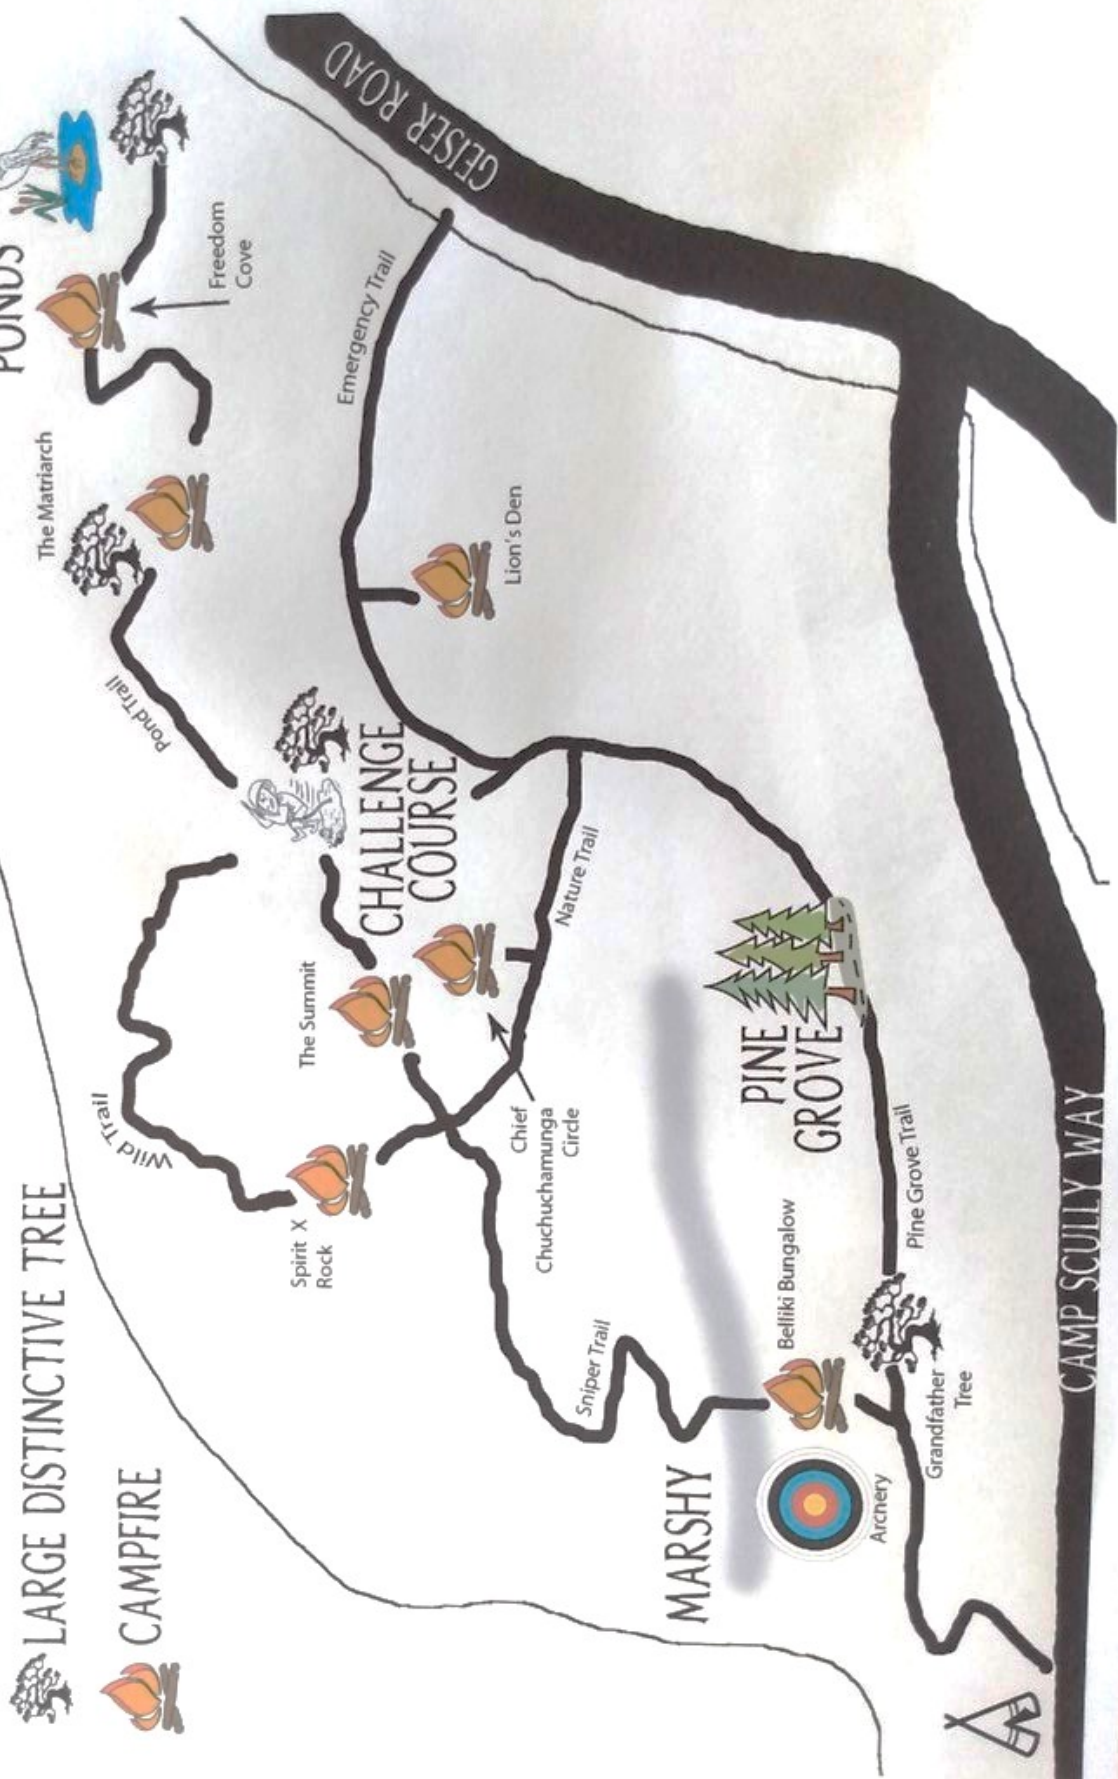 LARGE DISTINCTIVE TREE
CAMPFIRE
PONDS
The Matriarch
Freedom
Cove
Pond Trail
Wild Trail
Emergency Trail
GEISER ROAD
Lion's Den
CHALLENGE
COURSE
The Summit
Spirit X
Rock
Nature Trail
Chief
Chuchuchamunga
Circle
Sniper Trail
MARSHY
PINE
GROVE
Belliki Bungalow
Pine Grove Trail
Archery
Grandfather
Tree
CAMP SCULLY WAY